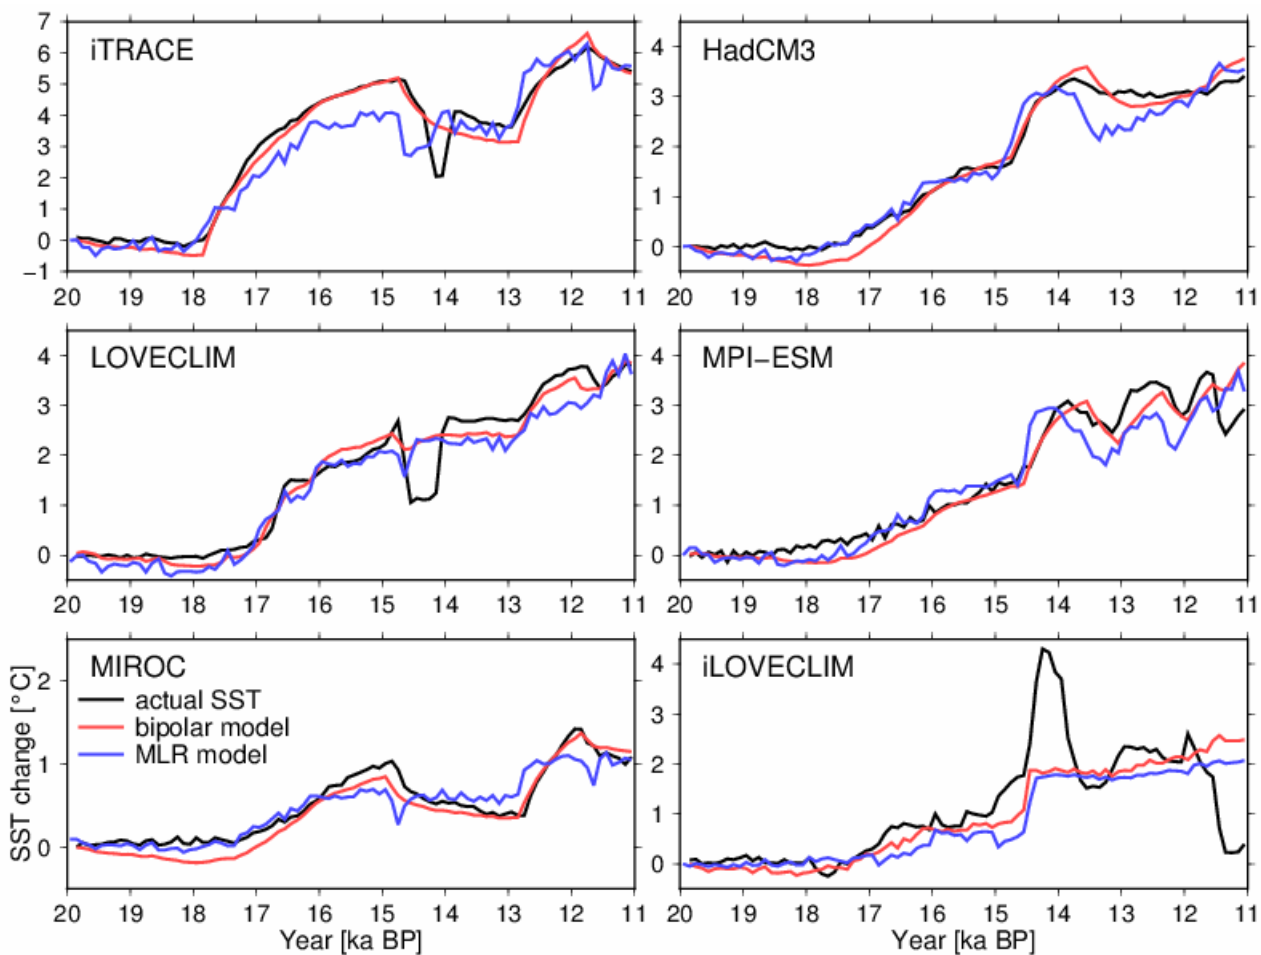 iTRACE
7
6
5
4
3
2
1
0
−1
20 19 18 17 16 15 14 13 12 11
HadCM3
4
3
2
1
0
20 19 18 17 16 15 14 13 12 11
LOVECLIM
4
3
2
1
0
20 19 18 17 16 15 14 13 12 11
MPI−ESM
4
3
2
1
0
20 19 18 17 16 15 14 13 12 11
MIROC
actual SST
bipolar model
MLR model
SST change [°C]
2
1
0
20 19 18 17 16 15 14 13 12 11
Year [ka BP]
iLOVECLIM
4
3
2
1
0
20 19 18 17 16 15 14 13 12 11
Year [ka BP]